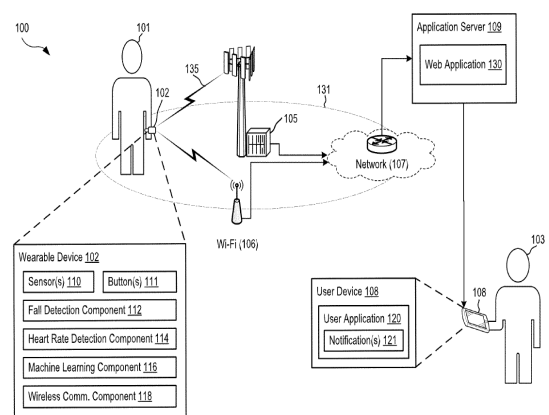 100
101
102
135
131
105
Network (107)
Wi-Fi (106)
Application Server 109
Web Application 130
Wearable Device 102
Sensor(s) 110
Button(s) 111
Fall Detection Component 112
Heart Rate Detection Component 114
Machine Learning Component 116
Wireless Comm. Component 118
User Device 108
User Application 120
Notification(s) 121
108
103